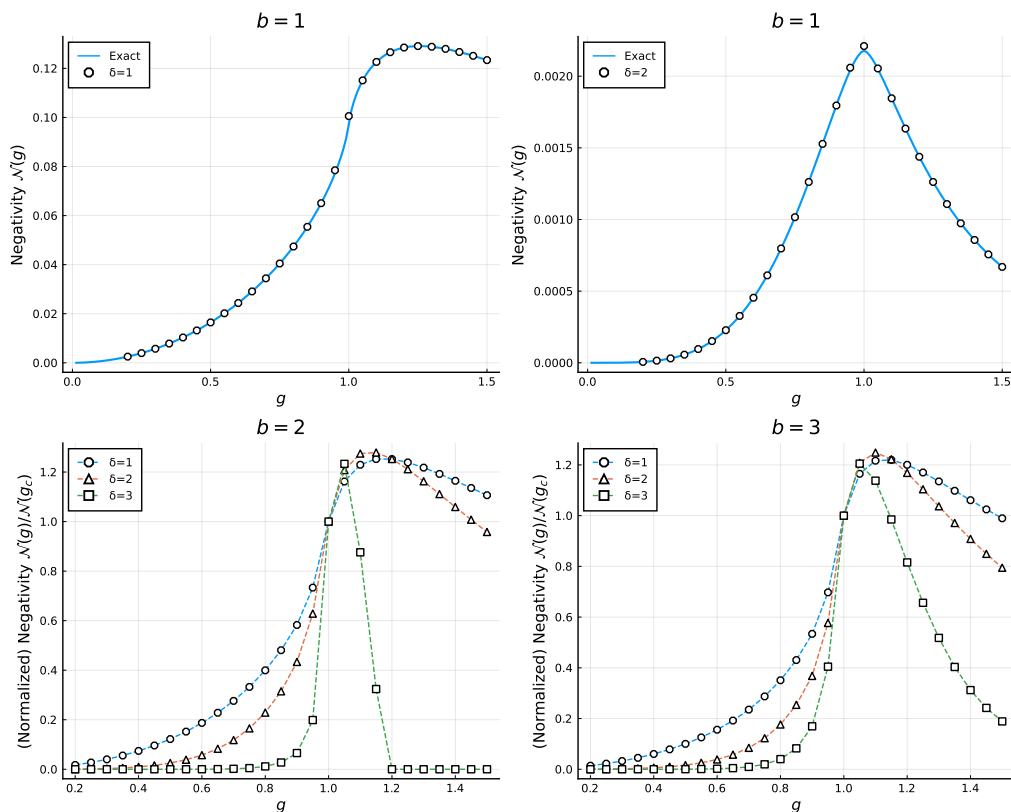 b = 1
Exact
δ=1
Negativity 𝒩(g)
0.12
0.10
0.08
0.06
0.04
0.02
0.00
0.0 0.5 1.0 1.5
g
b = 1
Exact
δ=2
Negativity 𝒩(g)
0.0020
0.0015
0.0010
0.0005
0.0000
0.0 0.5 1.0 1.5
g
b = 2
δ=1
δ=2
δ=3
(Normalized) Negativity 𝒩(g)/𝒩(g_c)
1.2
1.0
0.8
0.6
0.4
0.2
0.0
0.2 0.4 0.6 0.8 1.0 1.2 1.4
g
b = 3
δ=1
δ=2
δ=3
(Normalized) Negativity 𝒩(g)/𝒩(g_c)
1.2
1.0
0.8
0.6
0.4
0.2
0.0
0.2 0.4 0.6 0.8 1.0 1.2 1.4
g